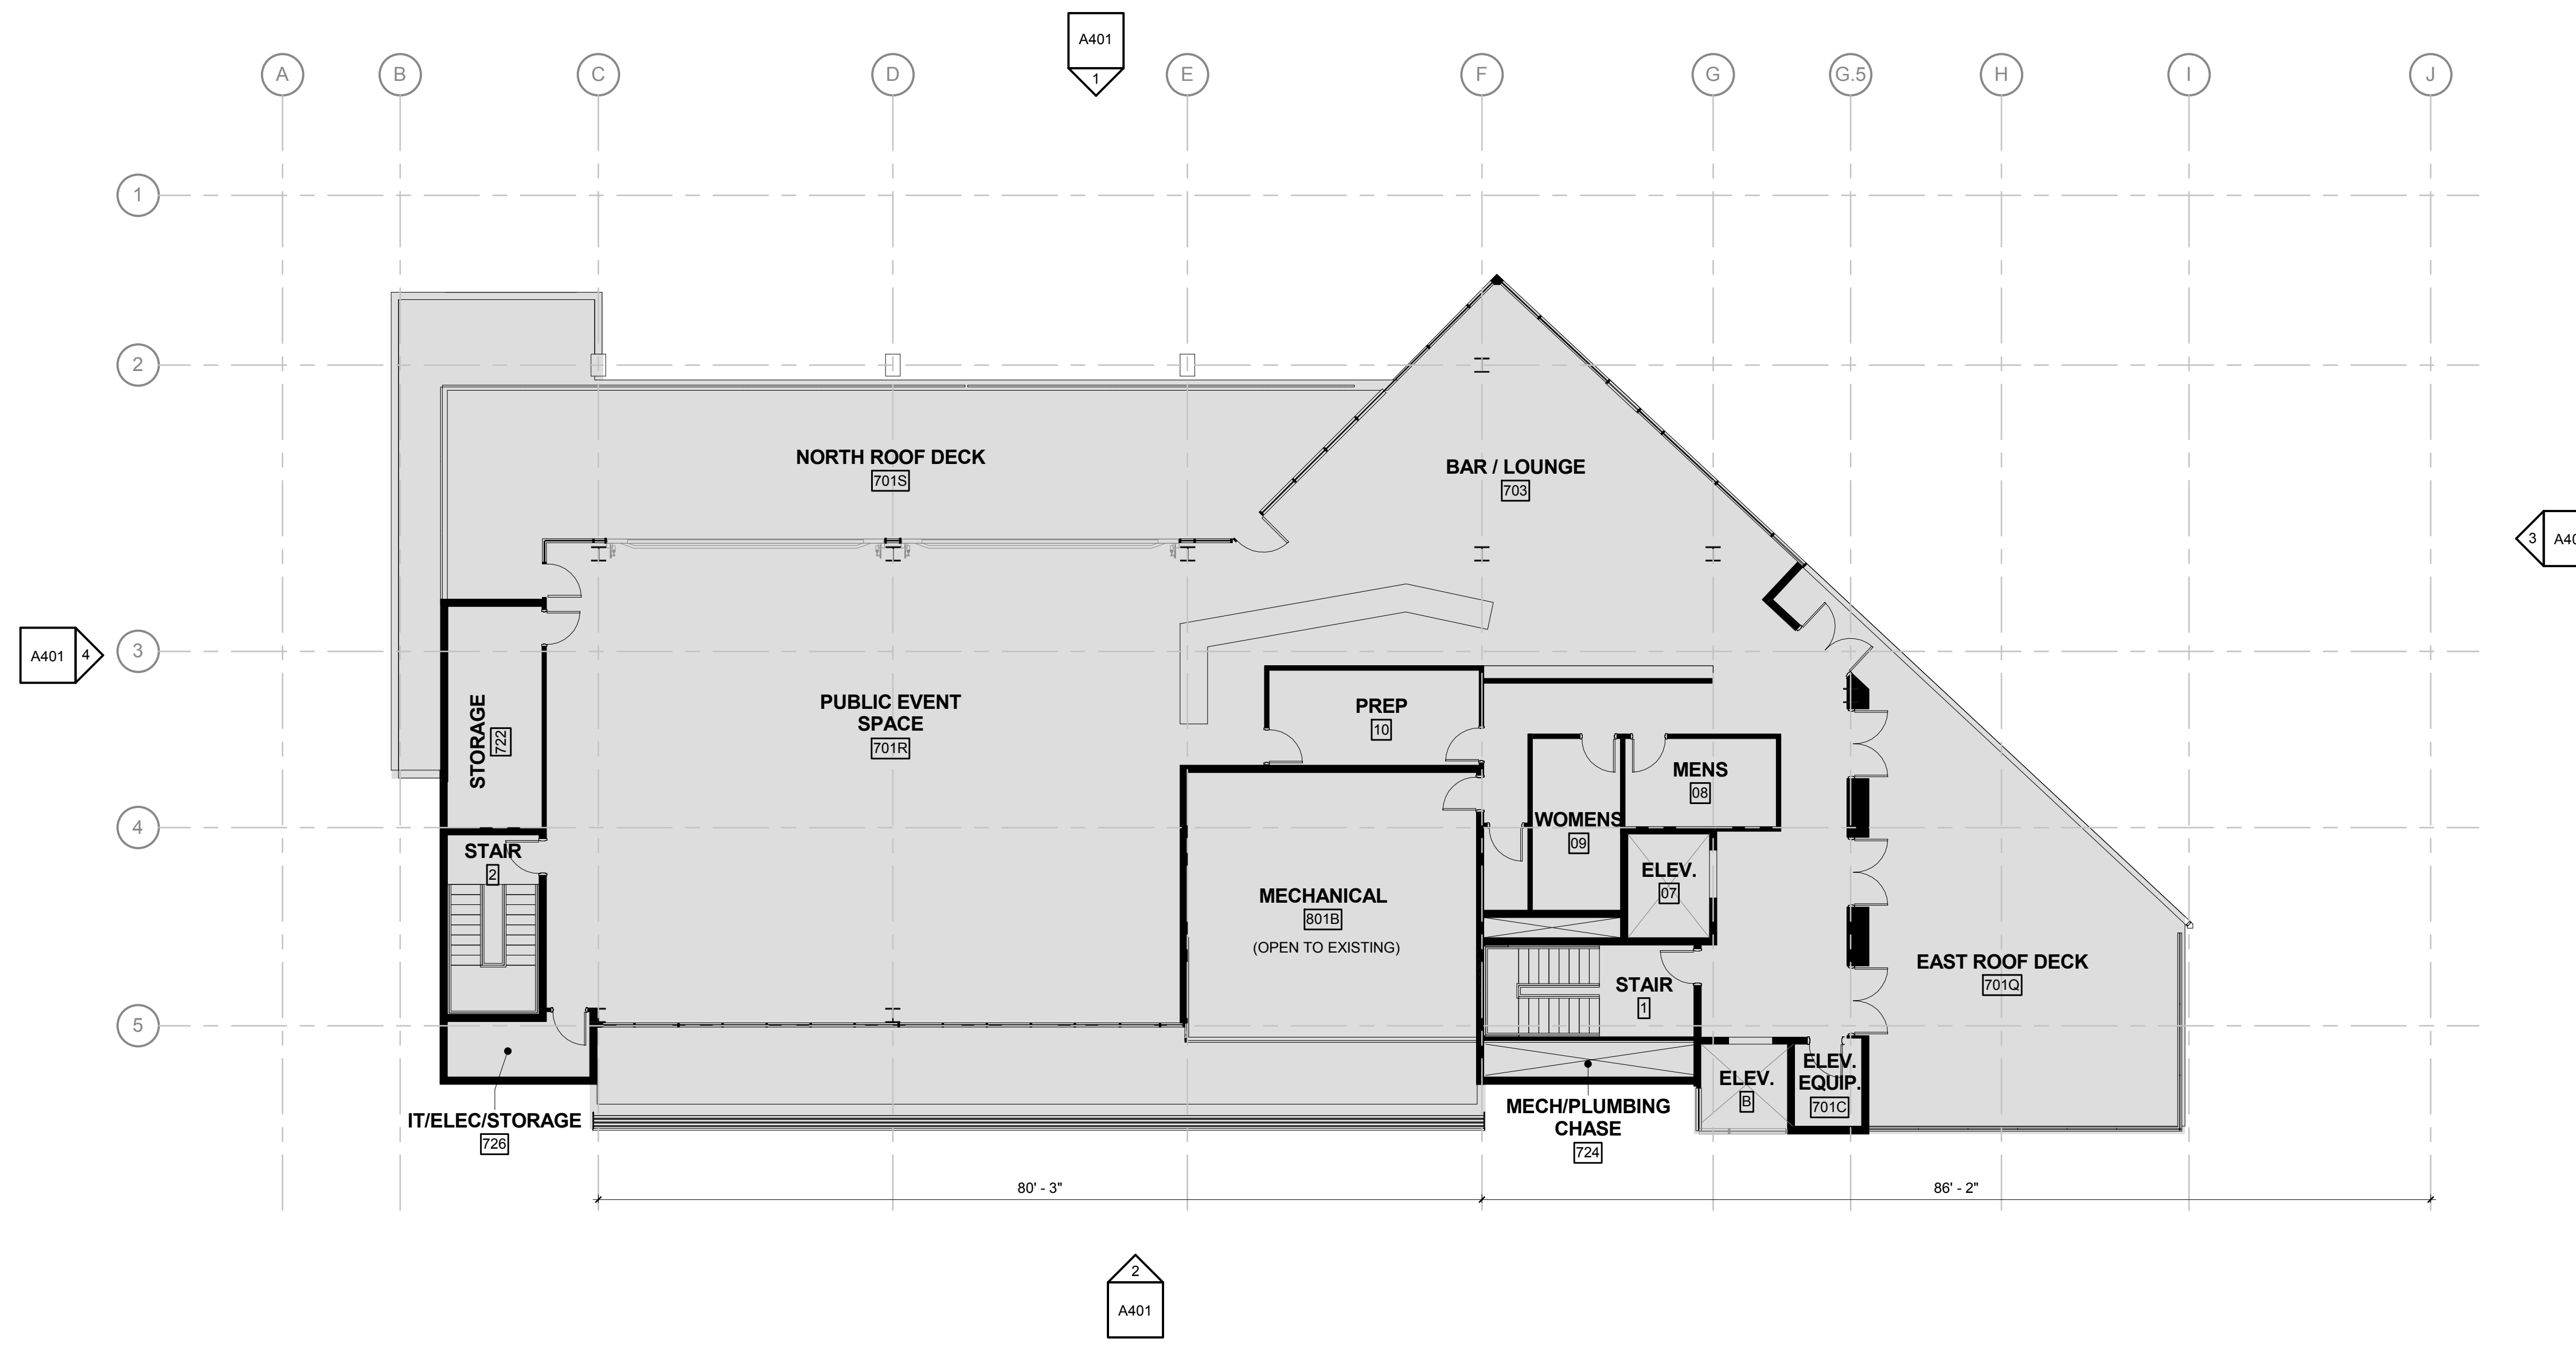 A401
1
A
B
C
D
E
F
G
G.5
H
I
J
1
2
3
4
5
NORTH ROOF DECK
701S
BAR / LOUNGE
703
3
A401
4
STORAGE
722
PUBLIC EVENT
SPACE
701R
PREP
10
MENS
08
WOMENS
09
STAIR
2
ELEV.
07
MECHANICAL
801B
(OPEN TO EXISTING)
STAIR
1
EAST ROOF DECK
701Q
ELEV.
B
ELEV.
EQUIP.
701C
IT/ELEC/STORAGE
726
MECH/PLUMBING
CHASE
724
80' - 3"
86' - 2"
2
A401